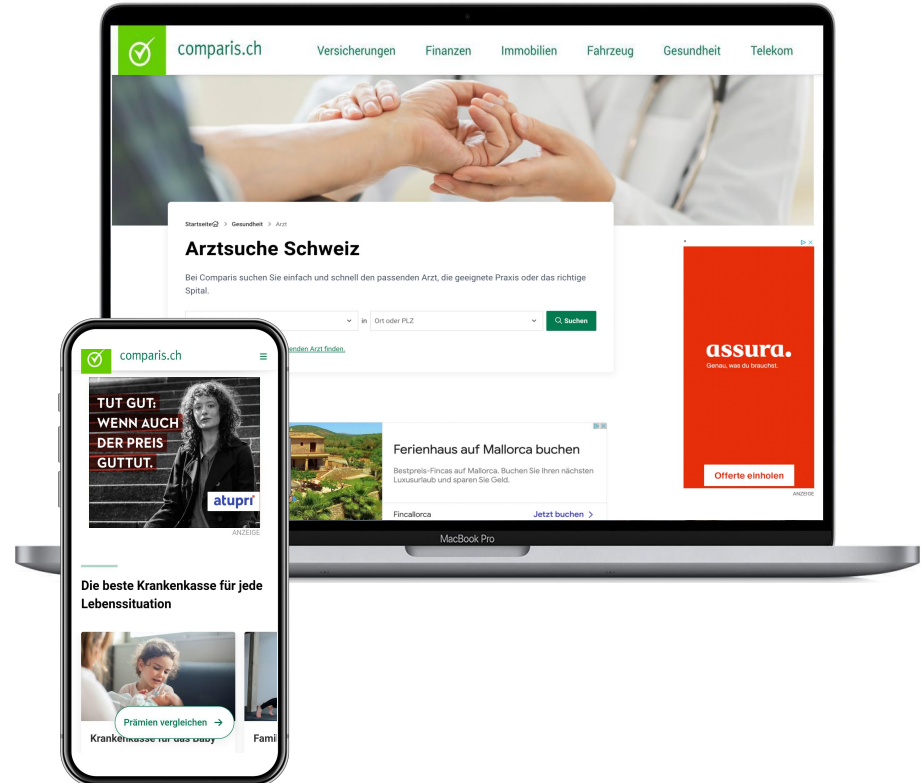 comparis.ch
Versicherungen Finanzen Immobilien Fahrzeug Gesundheit Telekom
Startseite > Gesundheit > Arzt
Arztsuche Schweiz
Bei Comparis suchen Sie einfach und schnell den passenden Arzt, die geeignete Praxis oder das richtige
Spital.
in Ort oder PLZ Suchen
enden Arzt finden.
assura.
Genau, was du brauchst.
Offerte einholen
ANZEIGE
Ferienhaus auf Mallorca buchen
Bestpreis-Fincas auf Mallorca. Buchen Sie Ihren nächsten
Luxusurlaub und sparen Sie Geld.
Fincallorca Jetzt buchen >
MacBook Pro
comparis.ch
TUT GUT:
WENN AUCH
DER PREIS
GUTTUT.
atupri
ANZEIGE
Die beste Krankenkasse für jede
Lebenssituation
Prämien vergleichen →
Krankenkasse für das Baby
Fami